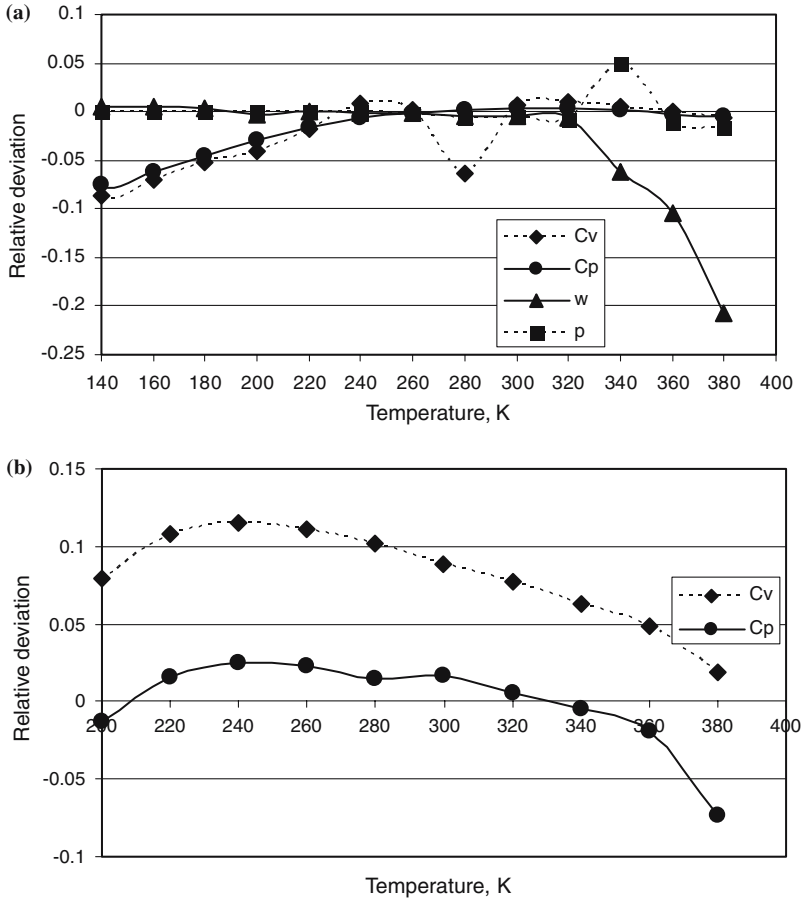 (a)
0.1
0.05
0
-0.05
-0.1
-0.15
-0.2
-0.25
Relative deviation
Cv
Cp
w
p
140 160 180 200 220 240 260 280 300 320 340 360 380 400
Temperature, K
(b)
0.15
0.1
0.05
0
-0.05
-0.1
Relative deviation
Cv
Cp
200 220 240 260 280 300 320 340 360 380 400
Temperature, K